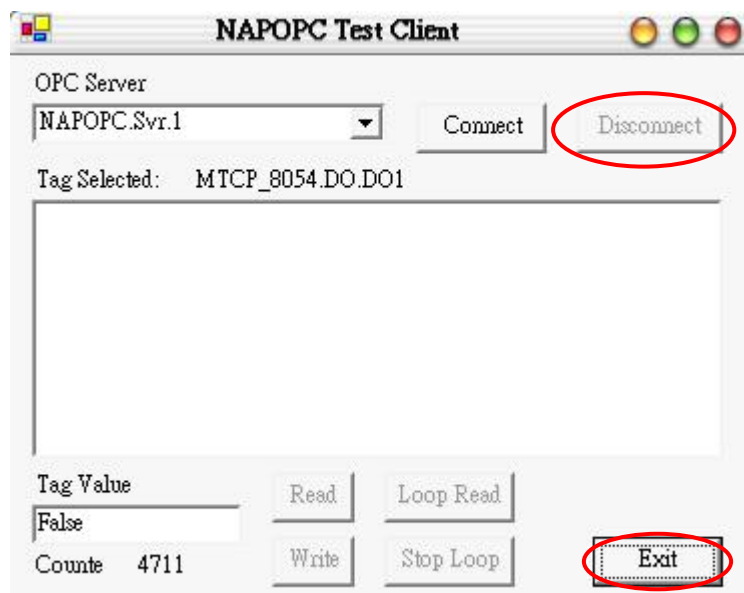 NAPOPC Test Client
OPC Server
NAPOPC.Svr.1 Connect Disconnect
Tag Selected: MTCP_8054.DO.DO1
Tag Value
Read Loop Read
False
Counte 4711 Write Stop Loop Exit